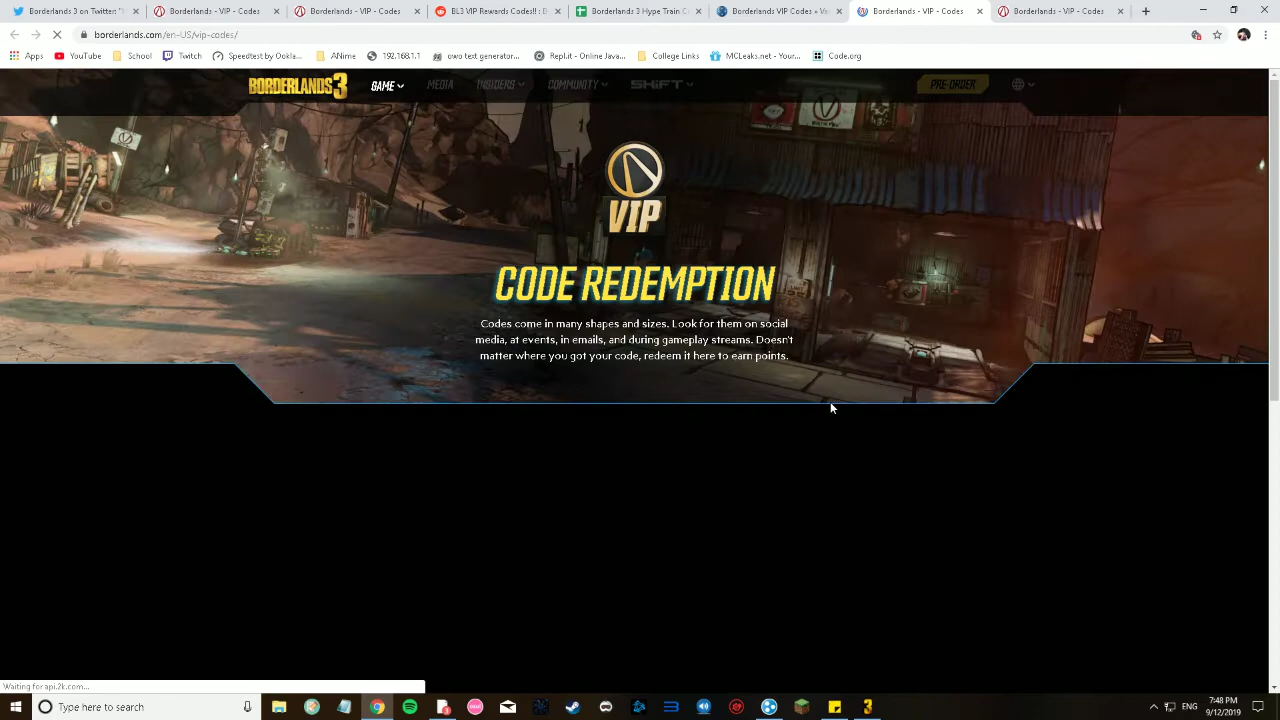 Borderlands 3 on Twitter: "
Borderlands - VIP - Codes
Borderlands - VIP - Codes
BL3 VIP Rewards Codes!! : B
Borderlands 3 Hype Train C
Borderlands VIP Codes + Va
Borderlands - VIP - Codes
Borderlands - VIP - Codes
borderlands.com/en-US/vip-codes/
Apps
YouTube
School
Twitch
Speedtest by Ookla...
ANime
192.168.1.1
owo text generator...
Repl.it - Online Java...
College Links
MCLeaks.net - Your...
Code.org
BORDERLANDS 3
GAME
MEDIA
INSIDERS
COMMUNITY
SHiFT
PRE-ORDER
VIP
CODE REDEMPTION
Codes come in many shapes and sizes. Look for them on social
media, at events, in emails, and during gameplay streams. Doesn't
matter where you got your code, redeem it here to earn points.
Waiting for api.2k.com...
Type here to search
ENG
7:48 PM
9/12/2019